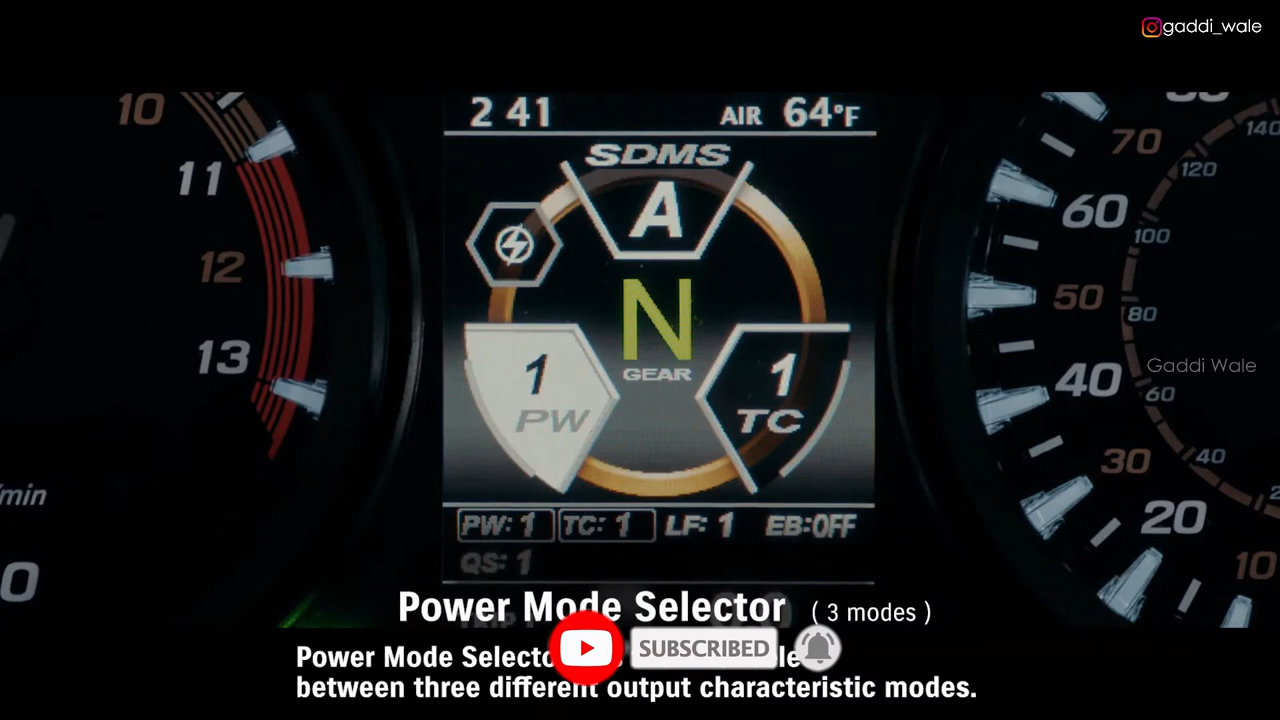 gaddi_wale
2 41 AIR 64°F
SDMS
A
N
GEAR
1
PW
1
TC
PW: 1 TC: 1 LF: 1 EB:OFF
QS: 1
10
11
12
13
/min
0
70
60
50
40
30
20
10
140
120
100
80
60
40
Gaddi Wale
Power Mode Selector ( 3 modes )
SUBSCRIBED
Power Mode
between three different output characteristic modes.